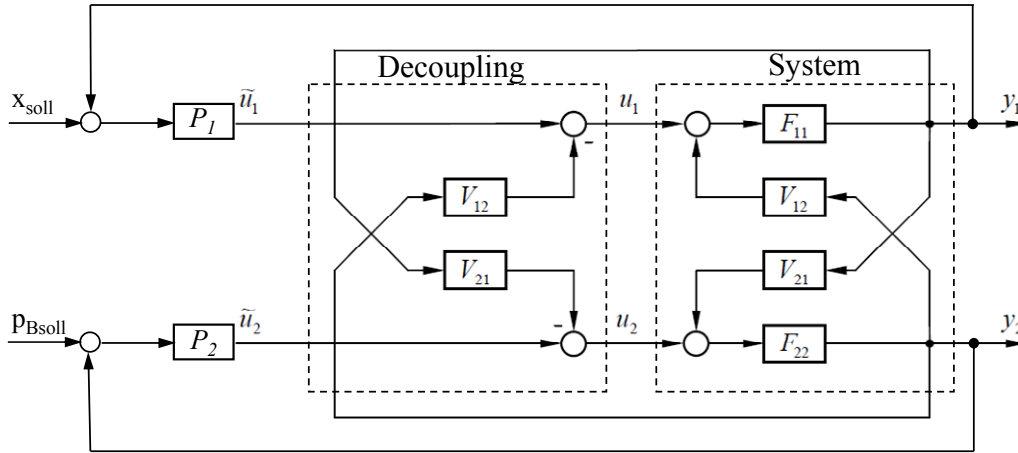 Decoupling
System
x_soll
P_1
ũ_1
-
u_1
F_11
y_1
V_12
V_12
V_21
V_21
p_Bsoll
P_2
ũ_2
-
u_2
F_22
y_2